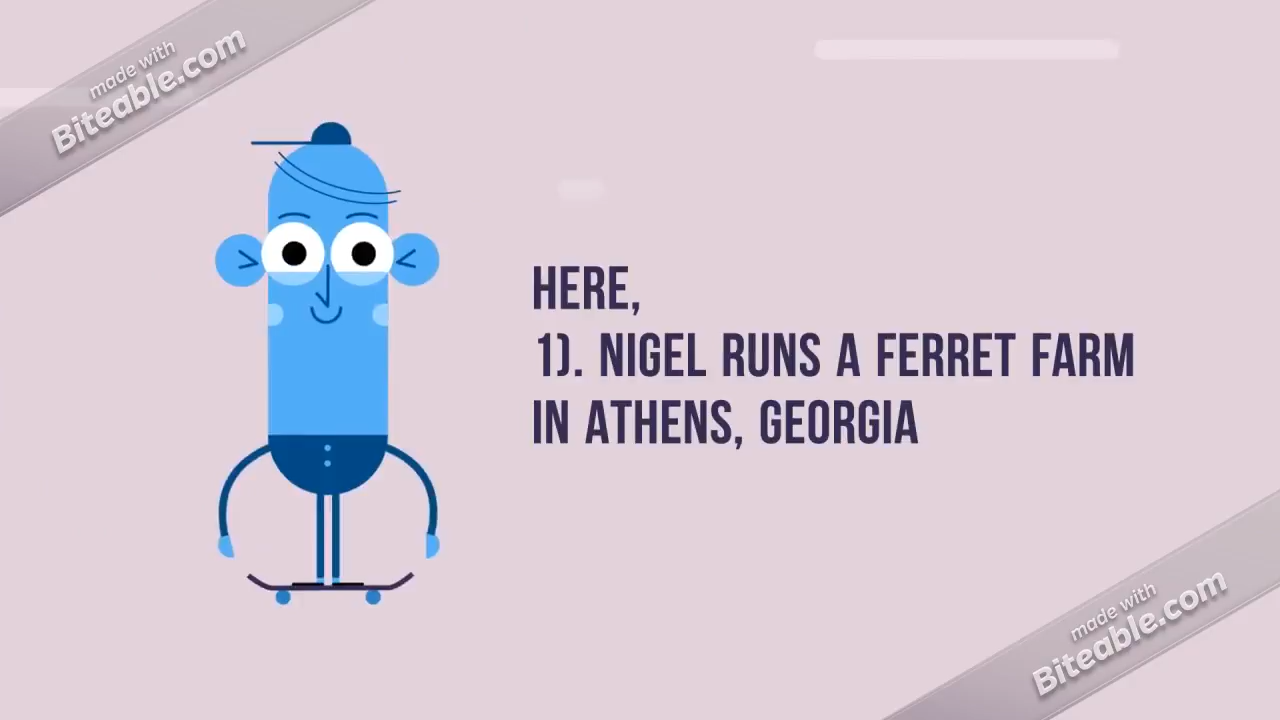 made with
Biteable.com
HERE,
1). NIGEL RUNS A FERRET FARM
IN ATHENS, GEORGIA
made with
Biteable.com